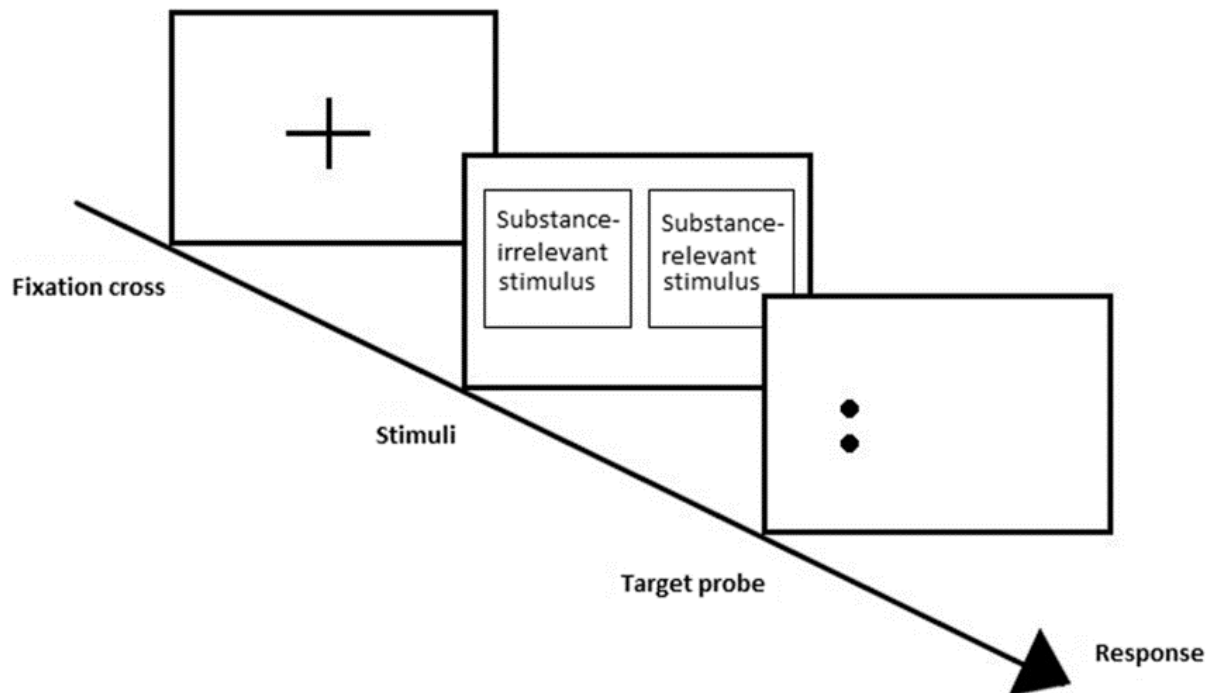 Substance-
irrelevant
stimulus
Substance-
relevant
stimulus
Fixation cross
Stimuli
Target probe
Response